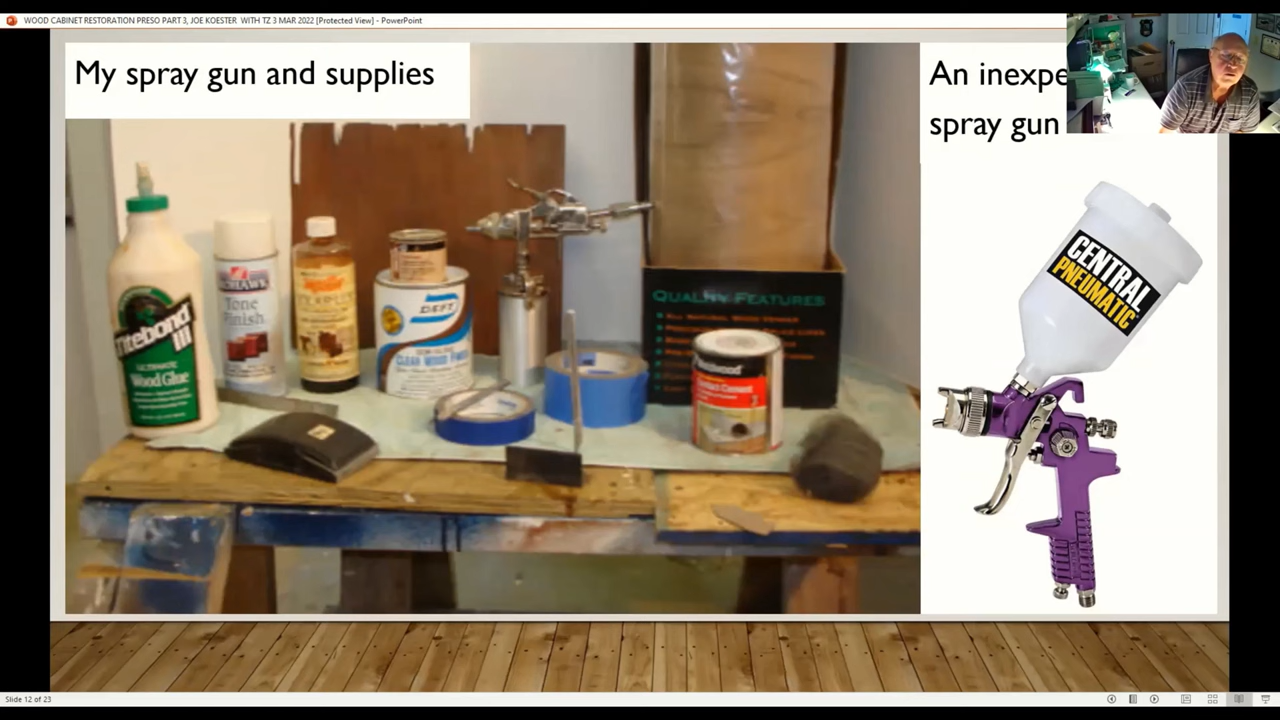 WOOD CABINET RESTORATION PRESO PART 3, JOE KOESTER WITH TZ 3 MAR 2022 [Protected View] - PowerPoint
My spray gun and supplies
An inexpe
spray gun
CENTRAL
PNEUMATIC
Titebond
III
ULTIMATE
Wood Glue
MOHAWK
Tone
Finish
DEFT
CLEAR WOOD FINISH
QUALITY FEATURES
Contact Cement
Slide 12 of 23